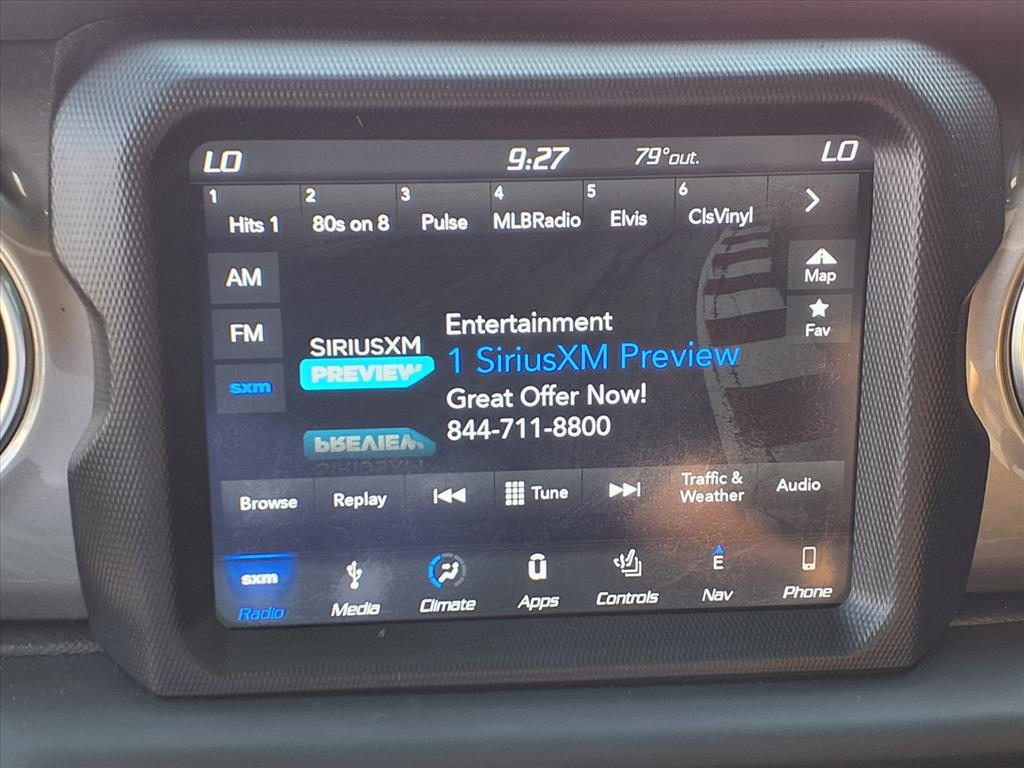 LO 9:27 79°out. LO
1 2 3 4 5 6
Hits 1 80s on 8 Pulse MLBRadio Elvis ClsVinyl
AM
Map
FM
Fav
sxm
SIRIUSXM
PREVIEW
Entertainment
1 SiriusXM Preview
Great Offer Now!
844-711-8800
PREVIEW
SIRIUSXM
Browse Replay Tune Traffic & Weather Audio
sxm E
Radio Media Climate Apps Controls Nav Phone